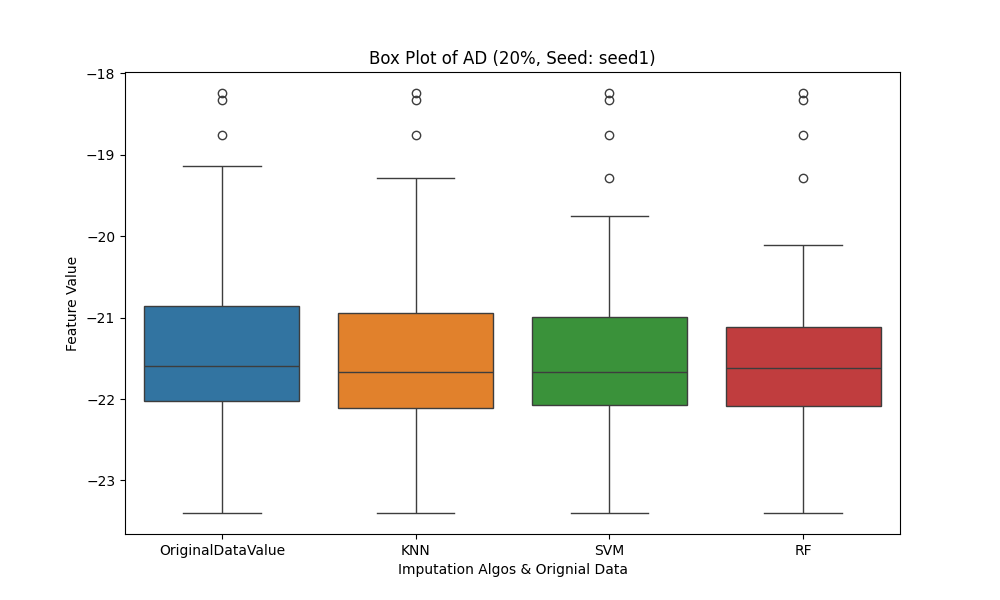 Box Plot of AD (20%, Seed: seed1)
−18
−19
−20
−21
−22
−23
Feature Value
OriginalDataValue KNN SVM RF
Imputation Algos & Orignial Data